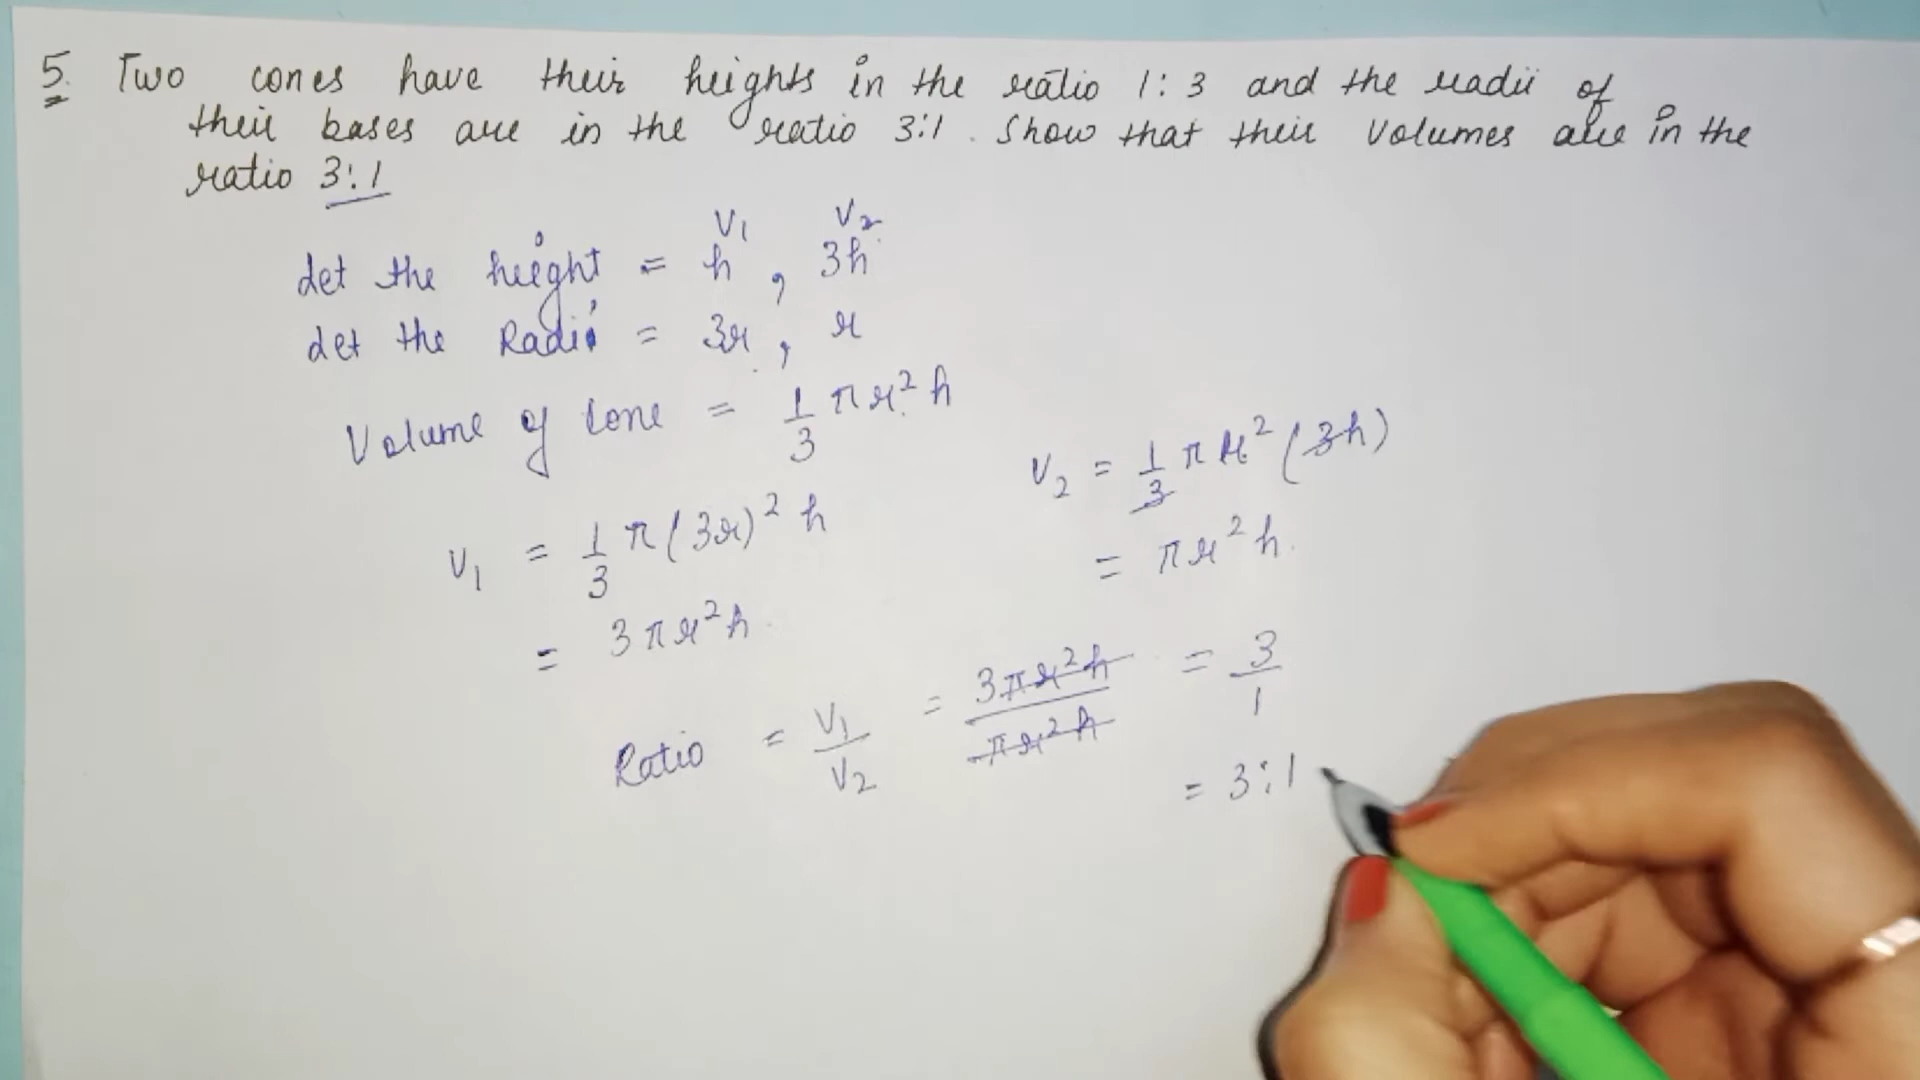 5. Two cones have their heights in the ratio 1:3 and the radii of
their bases are in the ratio 3:1. Show that their volumes are in the
ratio 3:1
V₁ V₂
Let the height = h, 3h
Let the Radii = 3r, r
Volume of Cone = 1/3 πr²h
V₁ = 1/3 π(3r)² h
= 3πr²h
V₂ = 1/3 πr² (3h)
= πr²h.
Ratio = V₁/V₂ = 3πr²h/πr²h = 3/1
= 3:1